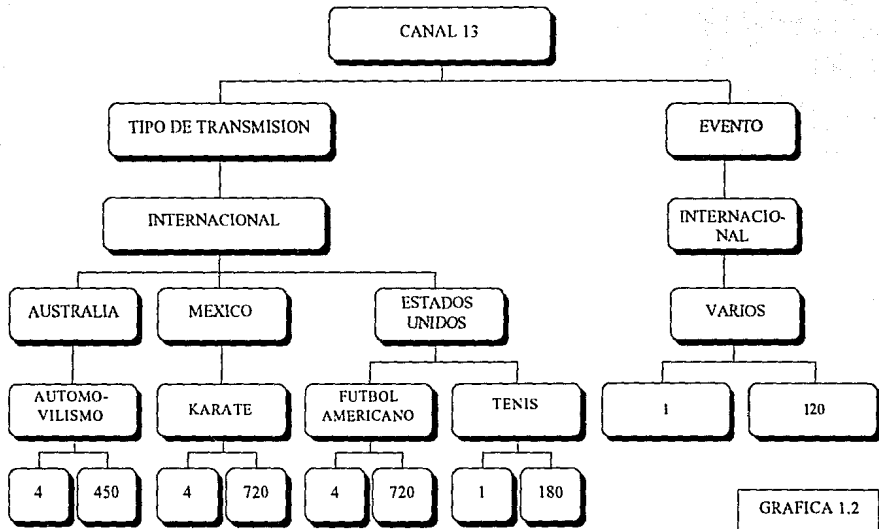 CANAL 13
TIPO DE TRANSMISION
EVENTO
INTERNACIONAL
INTERNACIO-
NAL
AUSTRALIA
MEXICO
ESTADOS
UNIDOS
VARIOS
AUTOMO-
VILISMO
KARATE
FUTBOL
AMERICANO
TENIS
1
120
4
450
4
720
4
720
1
180
GRAFICA 1.2